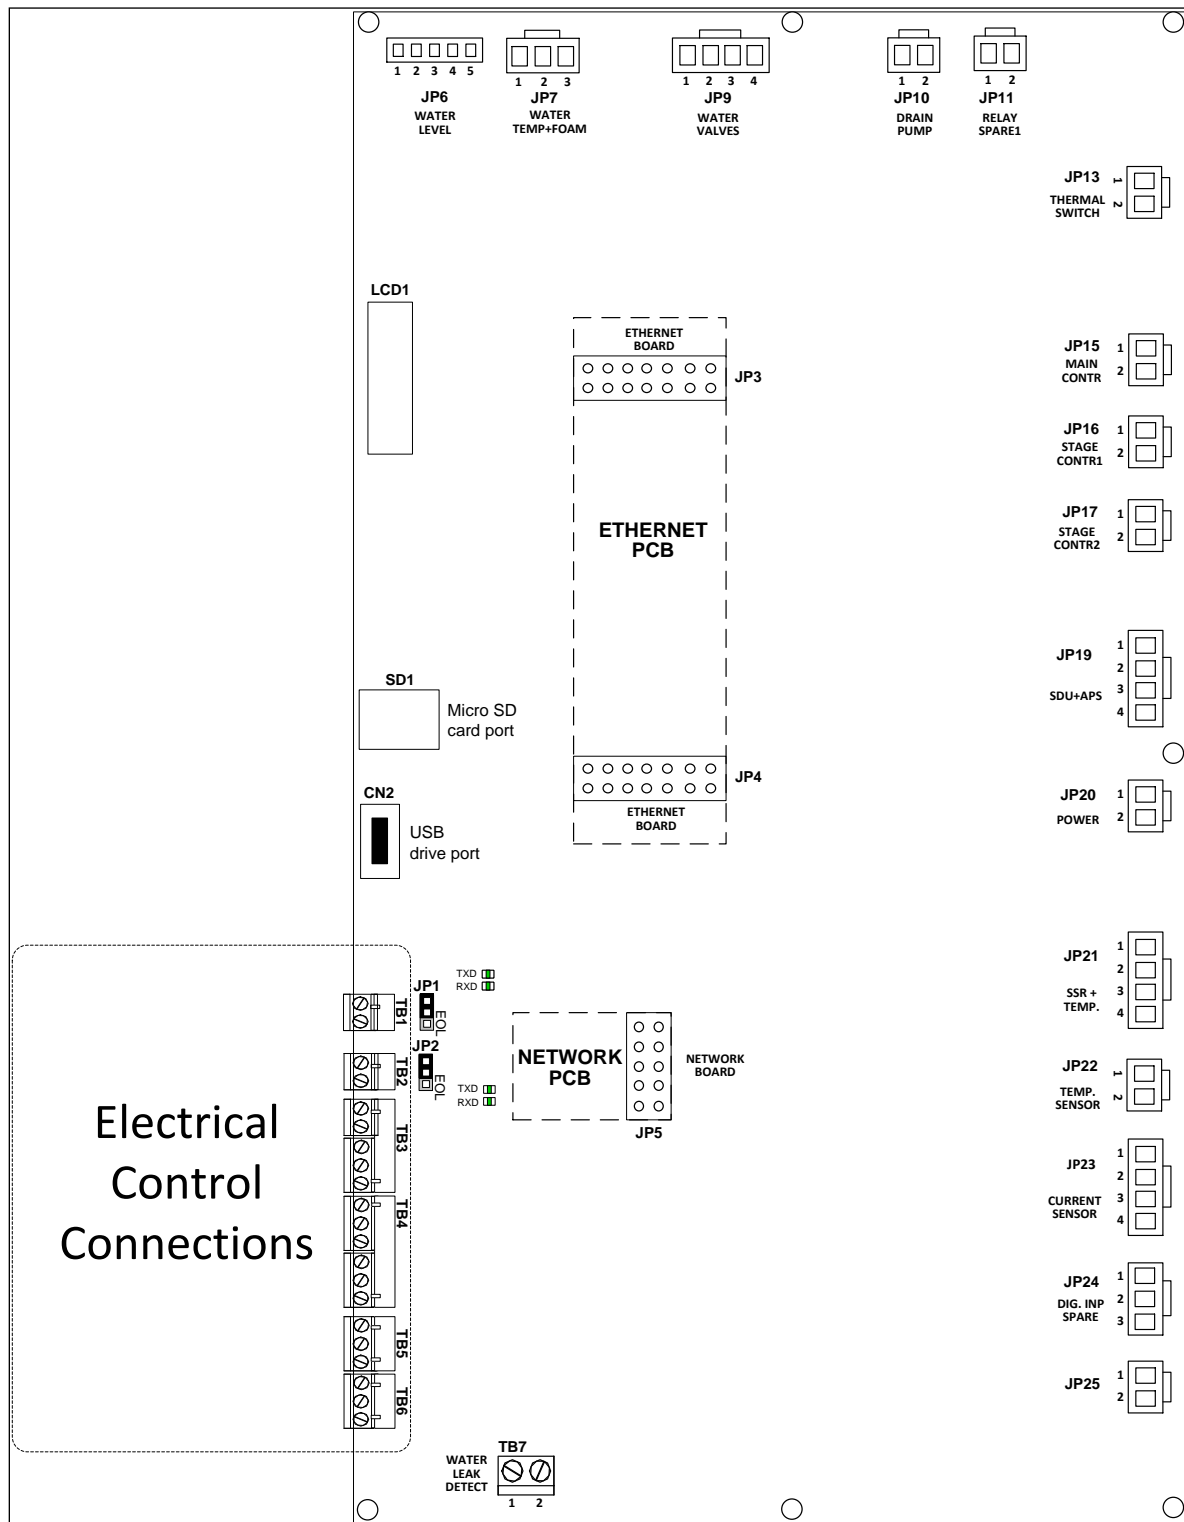 1 2 3 4 5
JP6
WATER
LEVEL
1 2 3
JP7
WATER
TEMP+FOAM
1 2 3 4
JP9
WATER
VALVES
1 2
JP10
DRAIN
PUMP
1 2
JP11
RELAY
SPARE1
JP13
THERMAL
SWITCH
1
2
LCD1
ETHERNET
BOARD
JP3
ETHERNET
PCB
JP15
MAIN
CONTR
1
2
JP16
STAGE
CONTR1
1
2
JP17
STAGE
CONTR2
1
2
JP19
SDU+APS
1
2
3
4
SD1
Micro SD
card port
JP4
ETHERNET
BOARD
CN2
USB
drive port
JP20
POWER
1
2
JP21
SSR +
TEMP.
1
2
3
4
TXD
RXD
JP1
EOL
TB1
JP2
EOL
TB2
TXD
RXD
NETWORK
PCB
NETWORK
BOARD
JP5
JP22
TEMP.
SENSOR
1
2
Electrical
Control
Connections
TB3
TB4
TB5
TB6
JP23
CURRENT
SENSOR
1
2
3
4
JP24
DIG. INP
SPARE
1
2
3
JP25
1
2
TB7
WATER
LEAK
DETECT
1 2